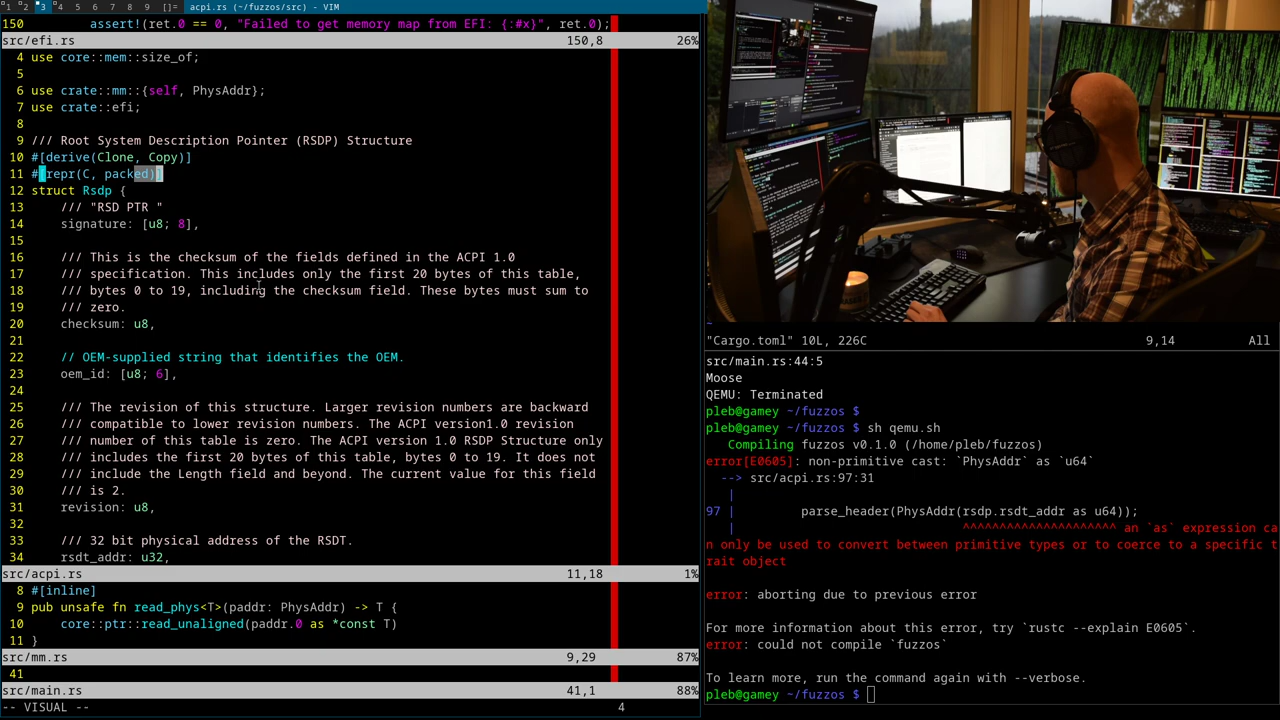 1 2 3 4 5 6 7 8 9 []= acpi.rs (~/fuzzos/src) - VIM
150         assert!(ret.0 == 0, "Failed to get memory map from EFI: {:#x}", ret.0);
src/efi.rs 150,8 26%
4 use core::mem::size_of;
5
6 use crate::mm::{self, PhysAddr};
7 use crate::efi;
8
9 /// Root System Description Pointer (RSDP) Structure
10 #[derive(Clone, Copy)]
11 #[repr(C, packed)]
12 struct Rsdp {
13     /// "RSD PTR "
14     signature: [u8; 8],
15
16     /// This is the checksum of the fields defined in the ACPI 1.0
17     /// specification. This includes only the first 20 bytes of this table,
18     /// bytes 0 to 19, including the checksum field. These bytes must sum to
19     /// zero.
20     checksum: u8,
21
22     // OEM-supplied string that identifies the OEM.
23     oem_id: [u8; 6],
24
25     /// The revision of this structure. Larger revision numbers are backward
26     /// compatible to lower revision numbers. The ACPI version1.0 revision
27     /// number of this table is zero. The ACPI version 1.0 RSDP Structure only
28     /// includes the first 20 bytes of this table, bytes 0 to 19. It does not
29     /// include the Length field and beyond. The current value for this field
30     /// is 2.
31     revision: u8,
32
33     /// 32 bit physical address of the RSDT.
34     rsdt_addr: u32,
src/acpi.rs 11,18 1%
8 #[inline]
9 pub unsafe fn read_phys<T>(paddr: PhysAddr) -> T {
10     core::ptr::read_unaligned(paddr.0 as *const T)
11 }
src/mm.rs 9,29 87%
41
src/main.rs 41,1 88%
-- VISUAL -- 4
~
"Cargo.toml" 10L, 226C 9,14 All
src/main.rs:44:5
Moose
QEMU: Terminated
pleb@gamey ~/fuzzos $
pleb@gamey ~/fuzzos $ sh qemu.sh
   Compiling fuzzos v0.1.0 (/home/pleb/fuzzos)
error[E0605]: non-primitive cast: `PhysAddr` as `u64`
  --> src/acpi.rs:97:31
   |
97 |         parse_header(PhysAddr(rsdp.rsdt_addr as u64));
   |                               ^^^^^^^^^^^^^^^^^^^^^ an `as` expression ca
n only be used to convert between primitive types or to coerce to a specific t
rait object
error: aborting due to previous error
For more information about this error, try `rustc --explain E0605`.
error: could not compile `fuzzos`
To learn more, run the command again with --verbose.
pleb@gamey ~/fuzzos $